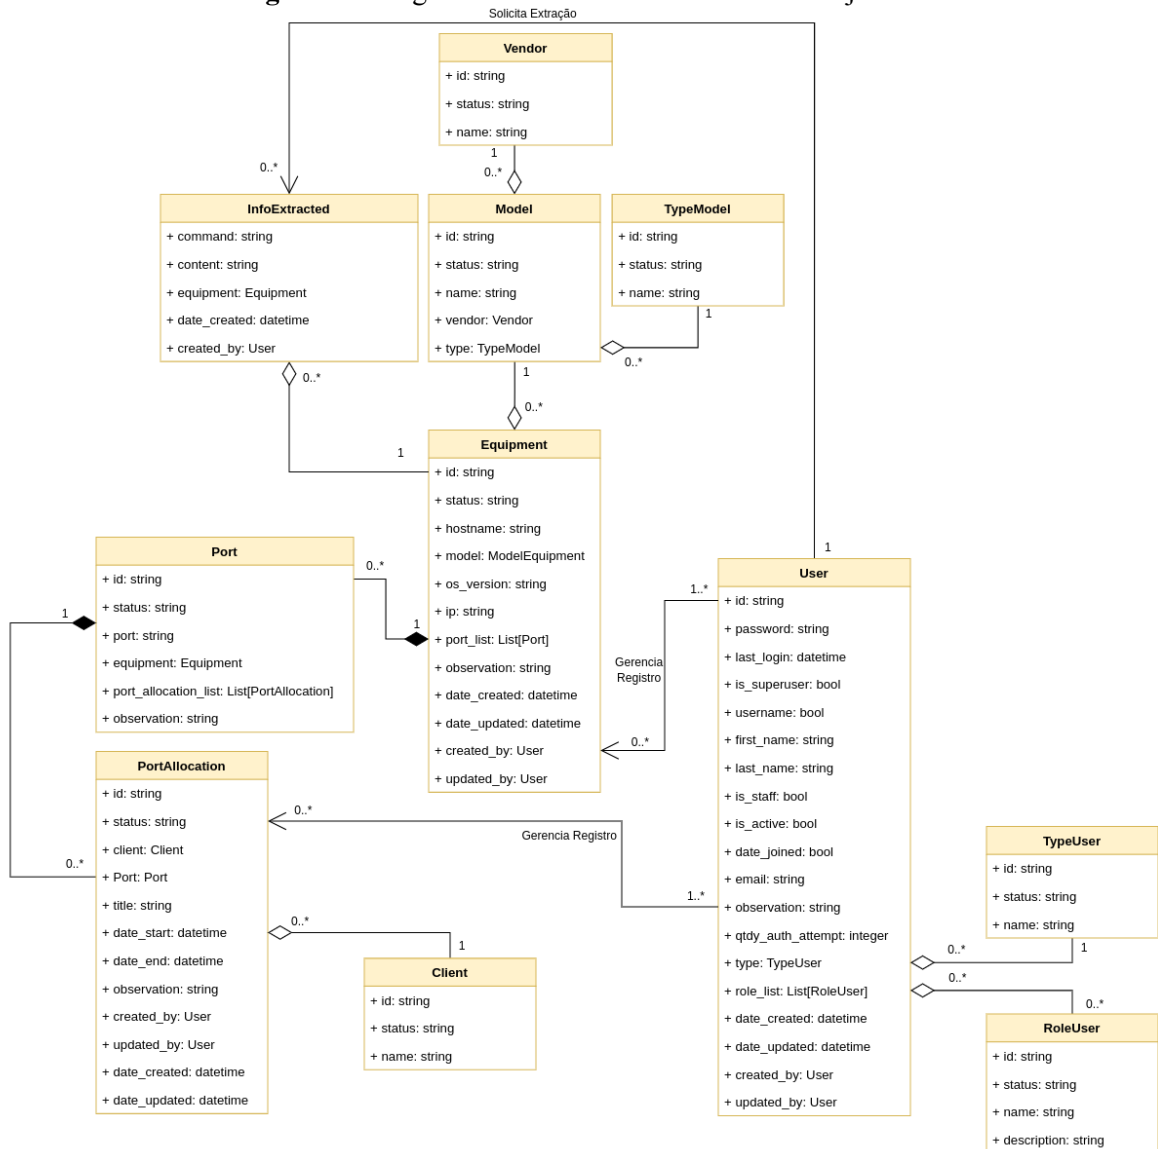 Solicita Extração
Vendor
+ id: string
+ status: string
+ name: string
1
0..*
0..*
InfoExtracted
+ command: string
+ content: string
+ equipment: Equipment
+ date_created: datetime
+ created_by: User
0..*
1
Model
+ id: string
+ status: string
+ name: string
+ vendor: Vendor
+ type: TypeModel
TypeModel
+ id: string
+ status: string
+ name: string
1
0..*
1
0..*
Equipment
+ id: string
+ status: string
+ hostname: string
+ model: ModelEquipment
+ os_version: string
+ ip: string
+ port_list: List[Port]
+ observation: string
+ date_created: datetime
+ date_updated: datetime
+ created_by: User
+ updated_by: User
Port
+ id: string
+ status: string
+ port: string
+ equipment: Equipment
+ port_allocation_list: List[PortAllocation]
+ observation: string
0..*
1
1
0..*
PortAllocation
+ id: string
+ status: string
+ client: Client
+ Port: Port
+ title: string
+ date_start: datetime
+ date_end: datetime
+ observation: string
+ created_by: User
+ updated_by: User
+ date_created: datetime
+ date_updated: datetime
0..*
Gerencia Registro
1..*
0..*
1
Client
+ id: string
+ status: string
+ name: string
1
1..*
Gerencia
Registro
0..*
User
+ id: string
+ password: string
+ last_login: datetime
+ is_superuser: bool
+ username: bool
+ first_name: string
+ last_name: string
+ is_staff: bool
+ is_active: bool
+ date_joined: bool
+ email: string
+ observation: string
+ qtdy_auth_attempt: integer
+ type: TypeUser
+ role_list: List[RoleUser]
+ date_created: datetime
+ date_updated: datetime
+ created_by: User
+ updated_by: User
TypeUser
+ id: string
+ status: string
+ name: string
0..*
1
0..*
0..*
RoleUser
+ id: string
+ status: string
+ name: string
+ description: string